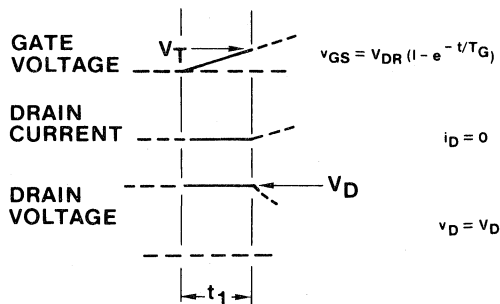 GATE
VOLTAGE
V_T
v_GS = V_DR (1 - e^-t/T_G)
DRAIN
CURRENT
i_D = 0
DRAIN
VOLTAGE
V_D
v_D = V_D
t_1